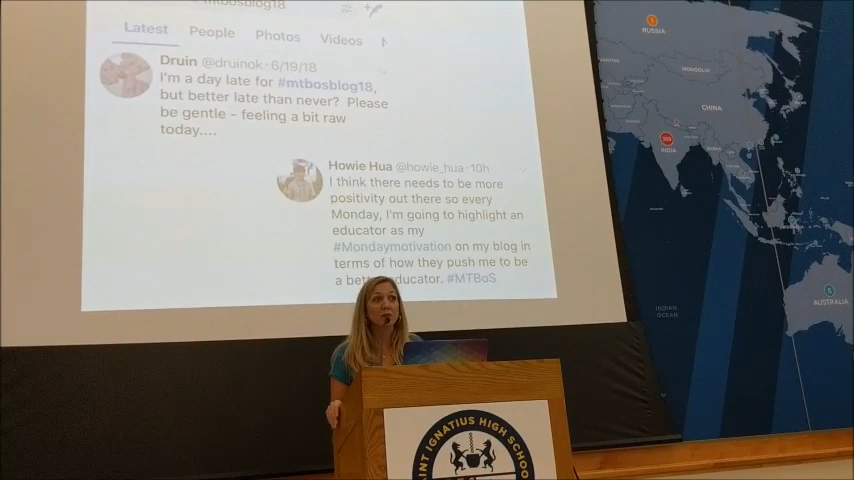 mtbosblog18
Latest People Photos Videos
Druin @druinok · 6/19/18
I'm a day late for #mtbosblog18,
but better late than never? Please
be gentle - feeling a bit raw
today....
Howie Hua @howie_hua · 10h
I think there needs to be more
positivity out there so every
Monday, I'm going to highlight an
educator as my
#Mondaymotivation on my blog in
terms of how they push me to be
a educator. #MTBoS
RUSSIA
MONGOLIA
CHINA
INDIA
INDIAN
OCEAN
AUSTRALIA
IGNATIUS HIGH